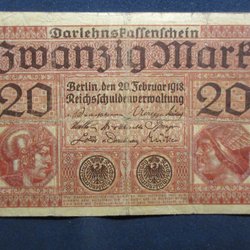 Darlehnskassenschein
Zwanzig Mark
20 20
Berlin, den 20. Februar 1918.
Reichsschuldenverwaltung